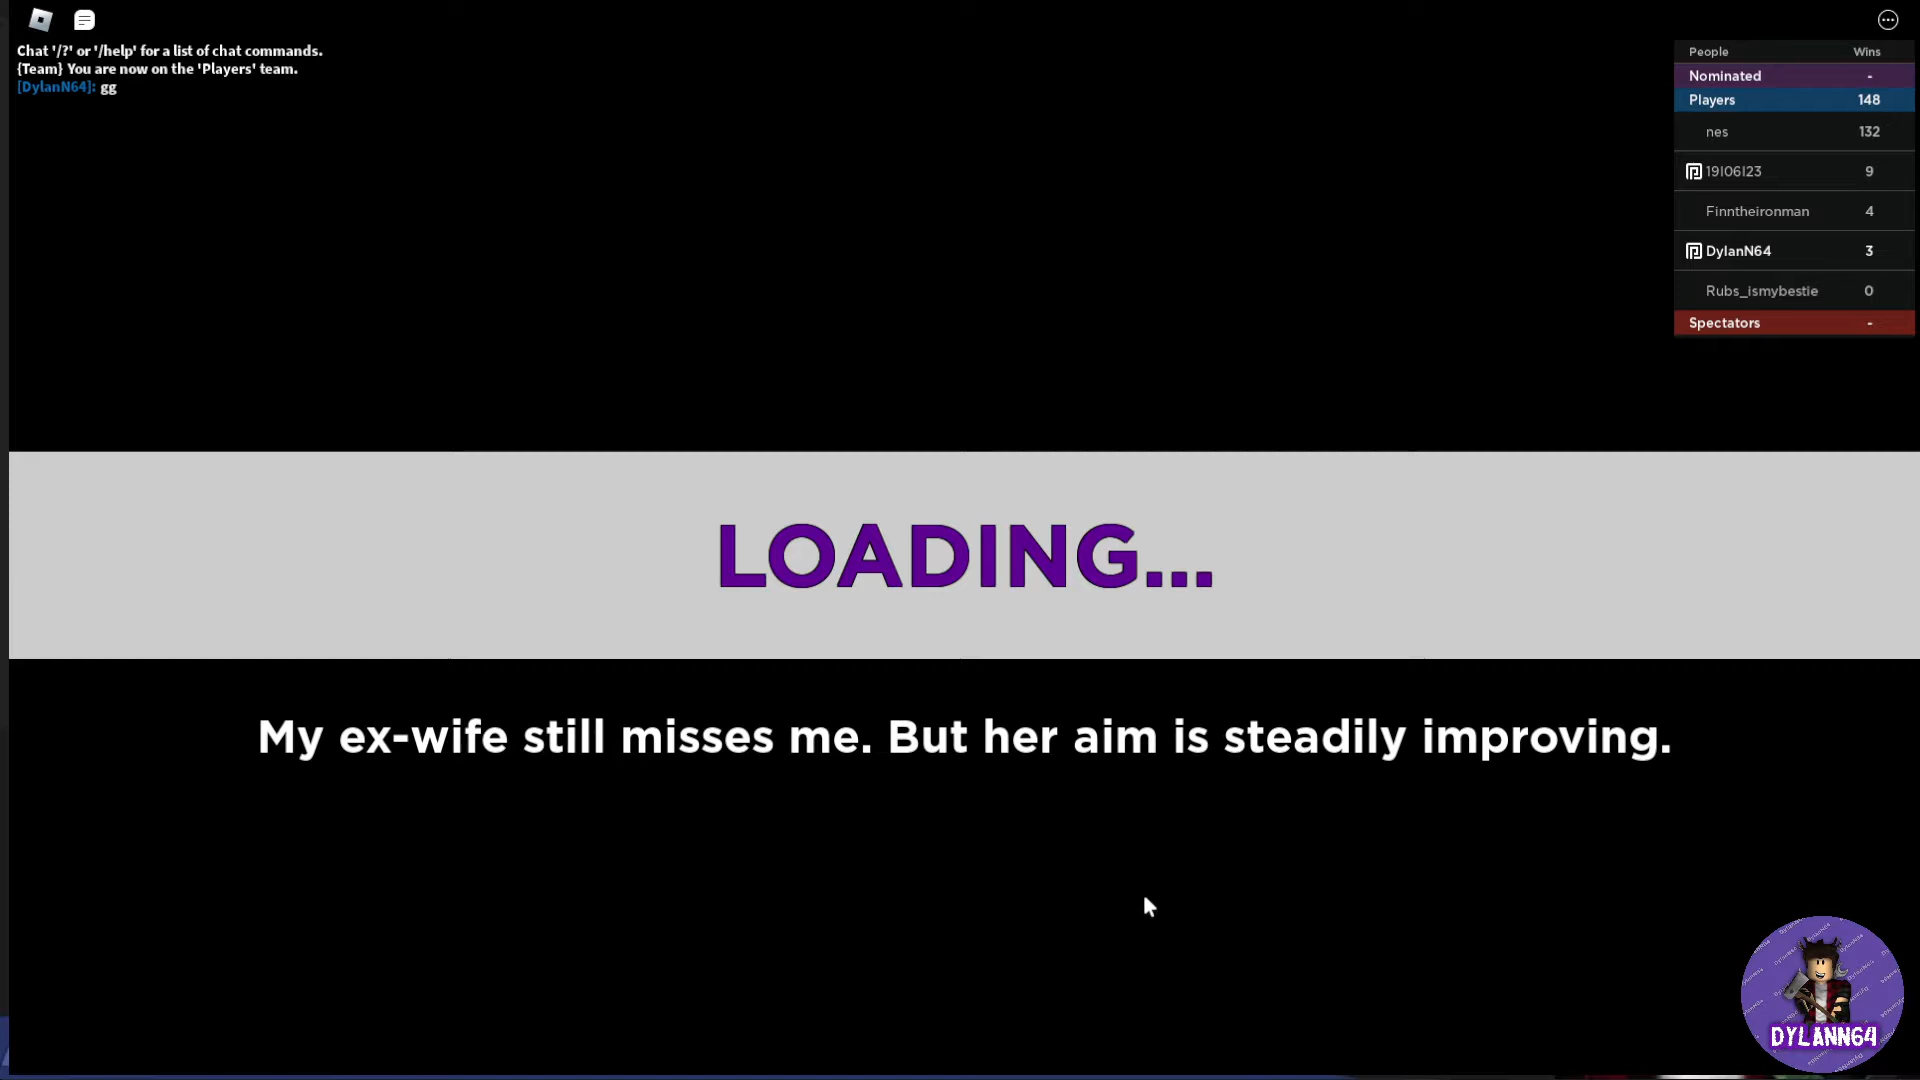 Chat '/?' or '/help' for a list of chat commands.
{Team} You are now on the 'Players' team.
[DylanN64]: gg
People Wins
Nominated -
Players 148
nes 132
19I06I23 9
Finntheironman 4
DylanN64 3
Rubs_ismybestie 0
Spectators -
LOADING...
My ex-wife still misses me. But her aim is steadily improving.
DYLANN64